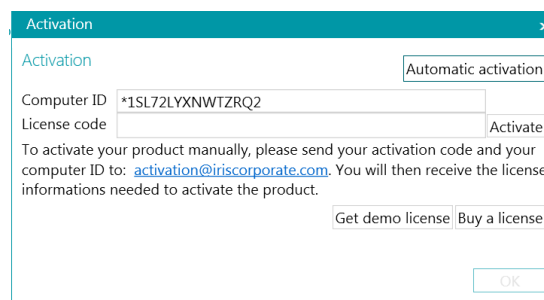 Activation
Activation
Automatic activation
Computer ID *1SL72LYXNWTZRQ2
License code
Activate
To activate your product manually, please send your activation code and your
computer ID to: activation@iriscorporate.com. You will then receive the license
informations needed to activate the product.
Get demo license Buy a license
OK